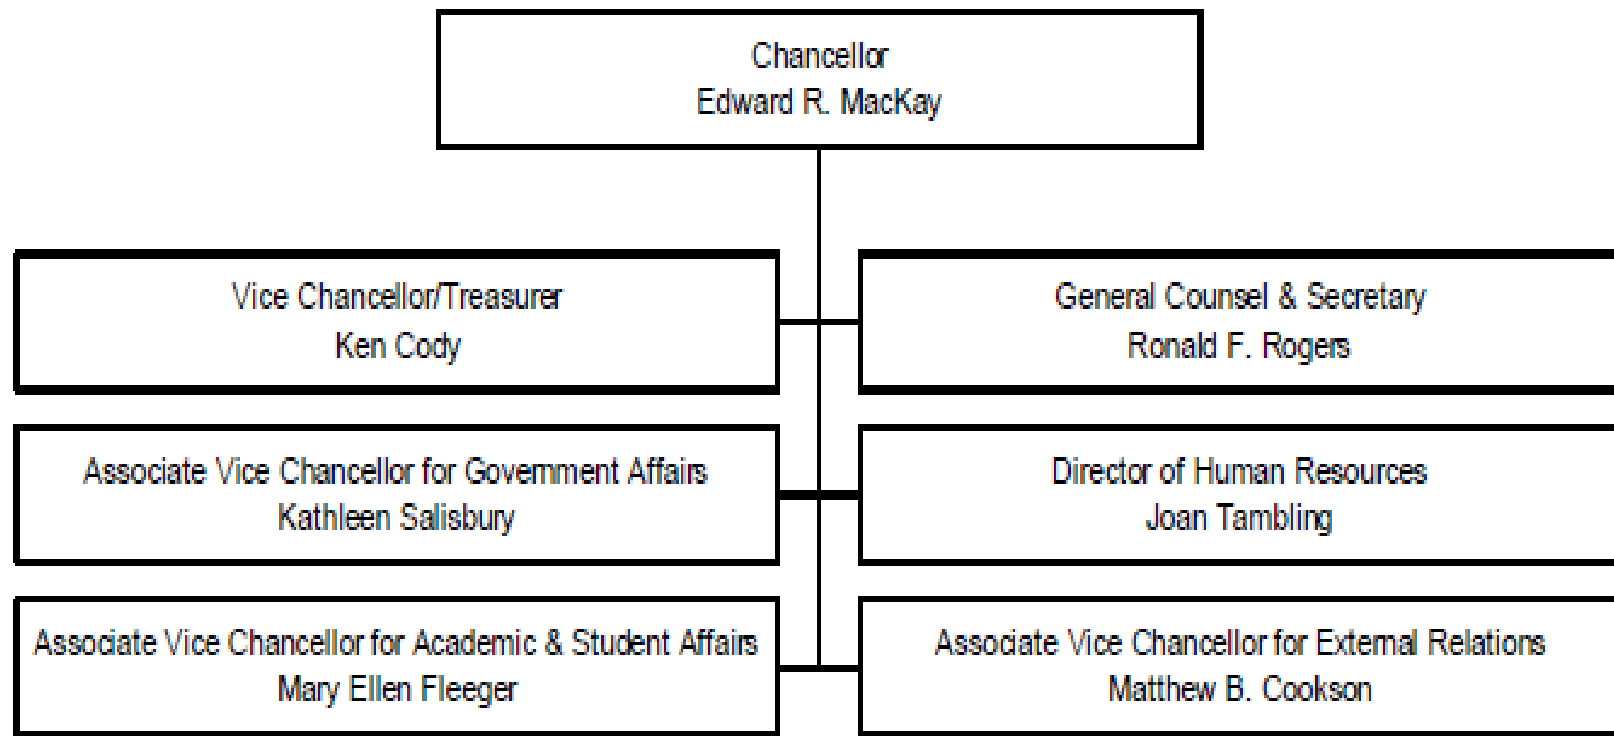 Chancellor
Edward R. MacKay
Vice Chancellor/Treasurer
Ken Cody
General Counsel & Secretary
Ronald F. Rogers
Associate Vice Chancellor for Government Affairs
Kathleen Salisbury
Director of Human Resources
Joan Tambling
Associate Vice Chancellor for Academic & Student Affairs
Mary Ellen Fleeger
Associate Vice Chancellor for External Relations
Matthew B. Cookson